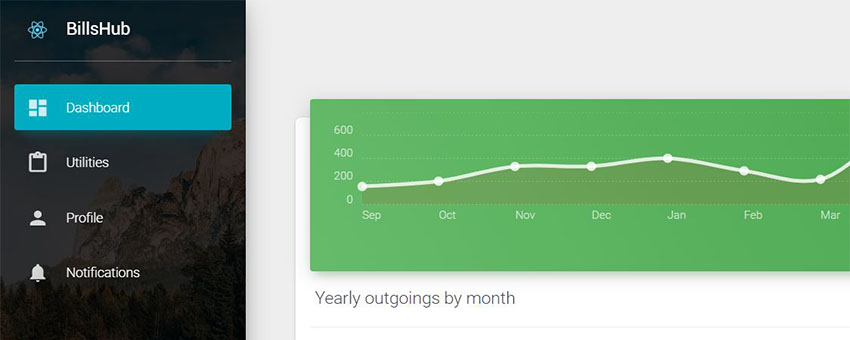 BillsHub
Dashboard
Utilities
Profile
Notifications
600
400
200
0
Sep Oct Nov Dec Jan Feb Mar
Yearly outgoings by month